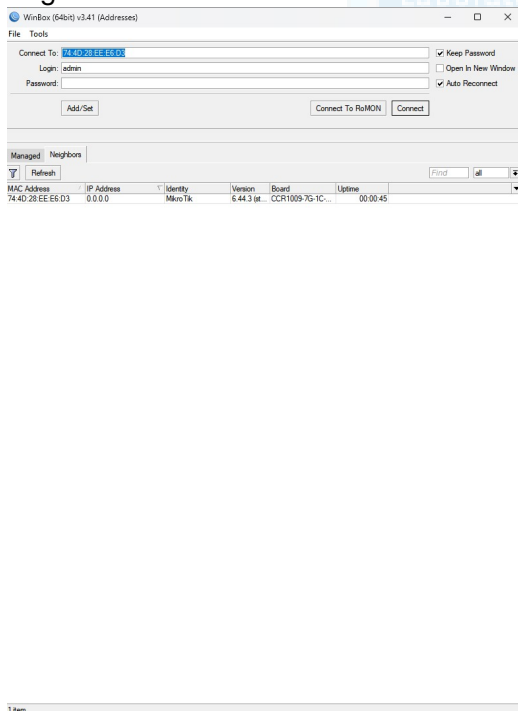 WinBox (64bit) v3.41 (Addresses)
File Tools
Connect To: 74:4D:28:EE:E6:D3
Keep Password
Login: admin
Open In New Window
Password:
Auto Reconnect
Add/Set
Connect To RoMON
Connect
Managed Neighbors
Refresh
Find
all
MAC Address IP Address Identity Version Board Uptime
74:4D:28:EE:E6:D3 0.0.0.0 MikroTik 6.44.3 (st... CCR1009-7G-1C-... 00:00:45
1 item